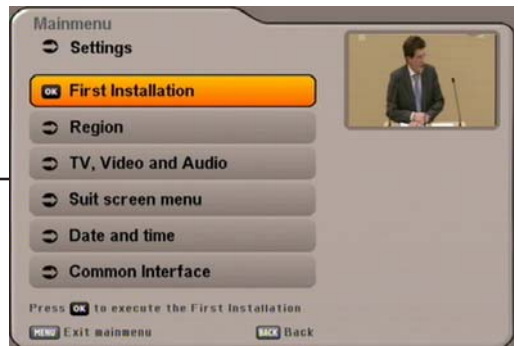 Mainmenu
Settings
OK First Installation
Region
TV, Video and Audio
Suit screen menu
Date and time
Common Interface
Press OK to execute the First Installation
MENU Exit mainmenu BACK Back